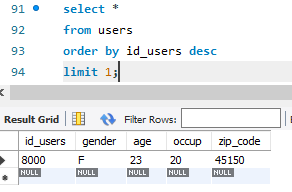 91 select *
92 from users
93 order by id_users desc
94 limit 1;
Result Grid Filter Rows:
id_users gender age occup zip_code
8000 F 23 20 45150
NULL NULL NULL NULL NULL